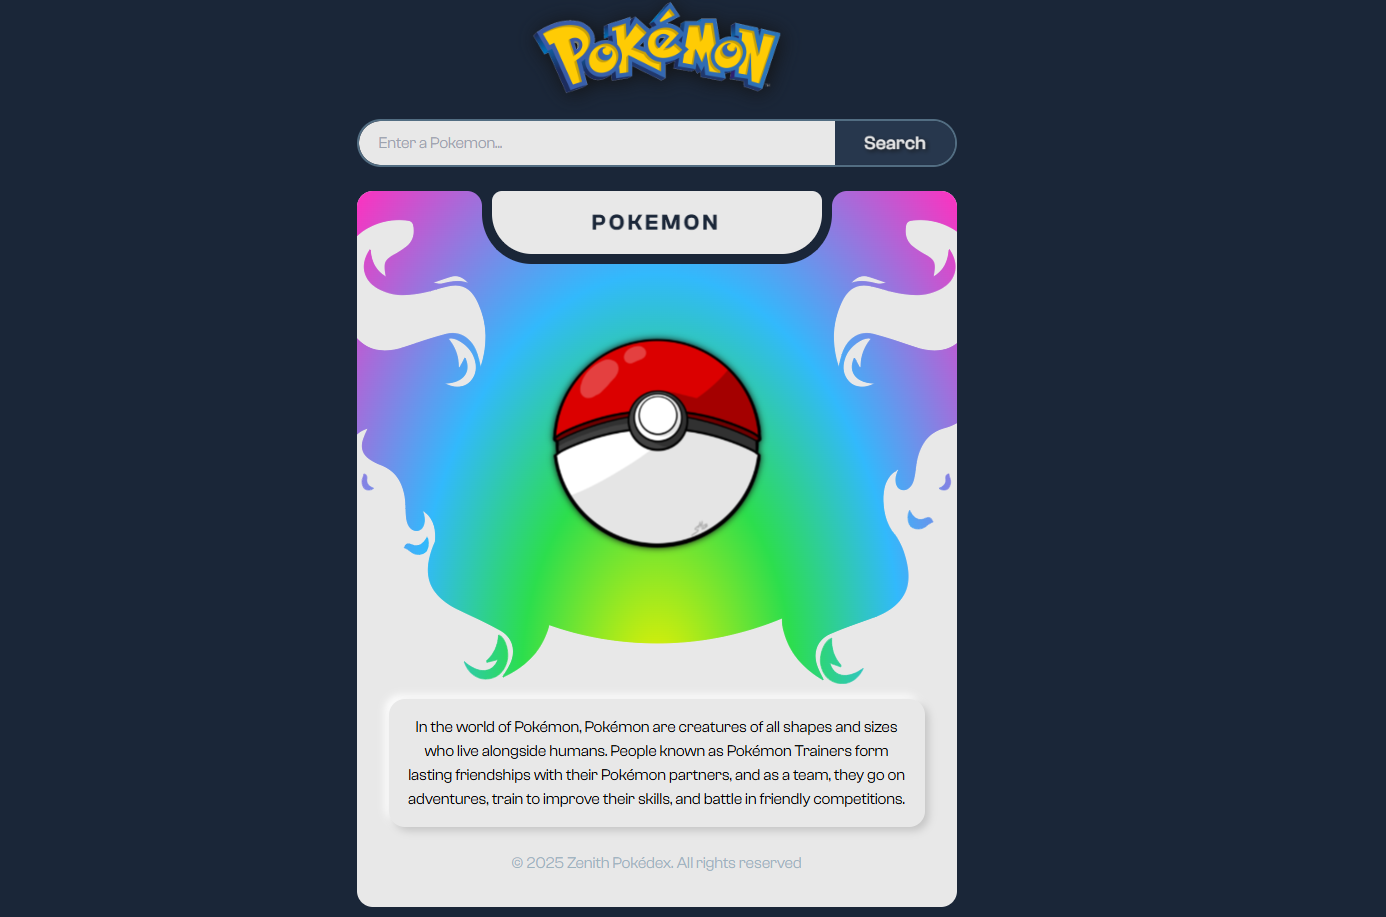 Pokémon
Enter a Pokemon...
Search
POKEMON
In the world of Pokémon, Pokémon are creatures of all shapes and sizes
who live alongside humans. People known as Pokémon Trainers form
lasting friendships with their Pokémon partners, and as a team, they go on
adventures, train to improve their skills, and battle in friendly competitions.
© 2025 Zenith Pokédex. All rights reserved